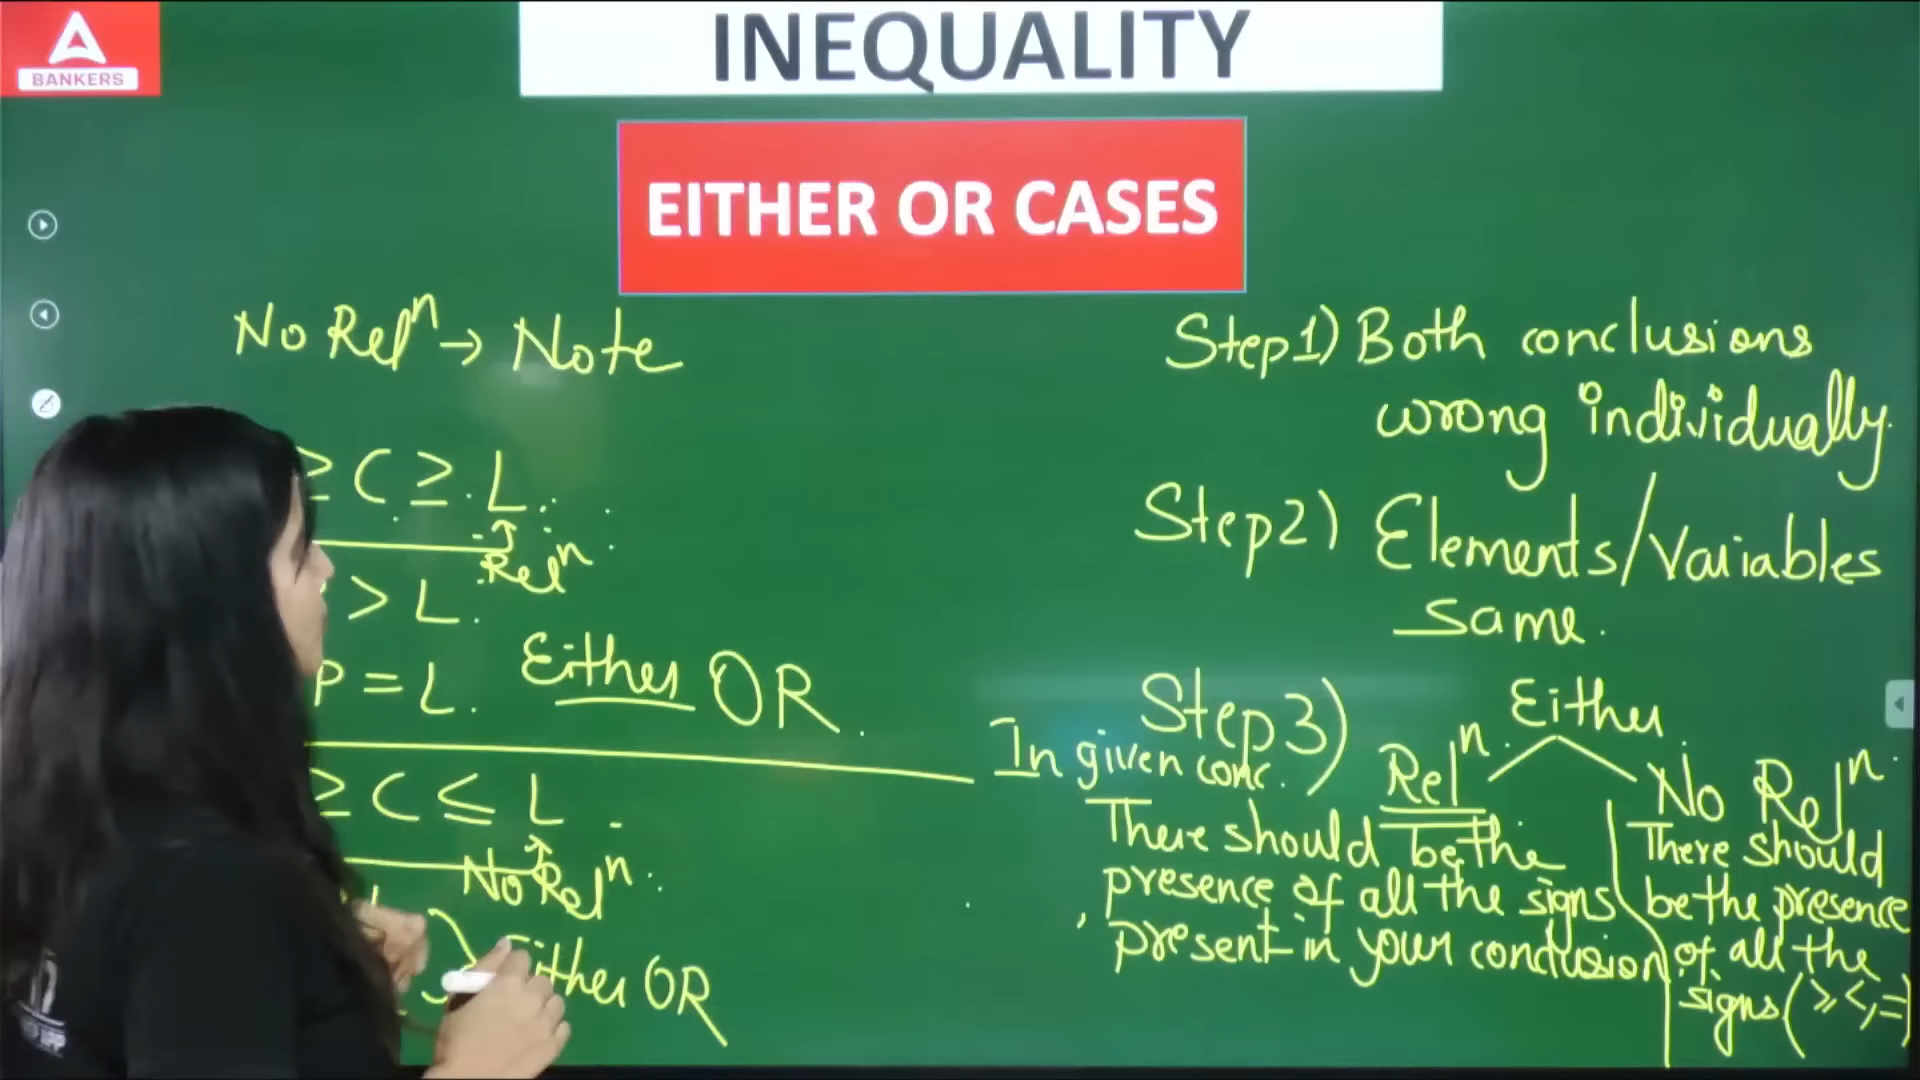 BANKERS
INEQUALITY
EITHER OR CASES
No Relⁿ → Note
≥ C ≥ L
Relⁿ
> L
P = L
Either OR
≥ C ≤ L
No Relⁿ
Either OR
Step1) Both conclusions
wrong individually.
Step2) Elements/Variables
same.
Step3) Either
In given conc. Relⁿ No Relⁿ
There should be the
presence of all the signs
present in your conclusion
There should
be the presence
of all the
signs (>, <, =)